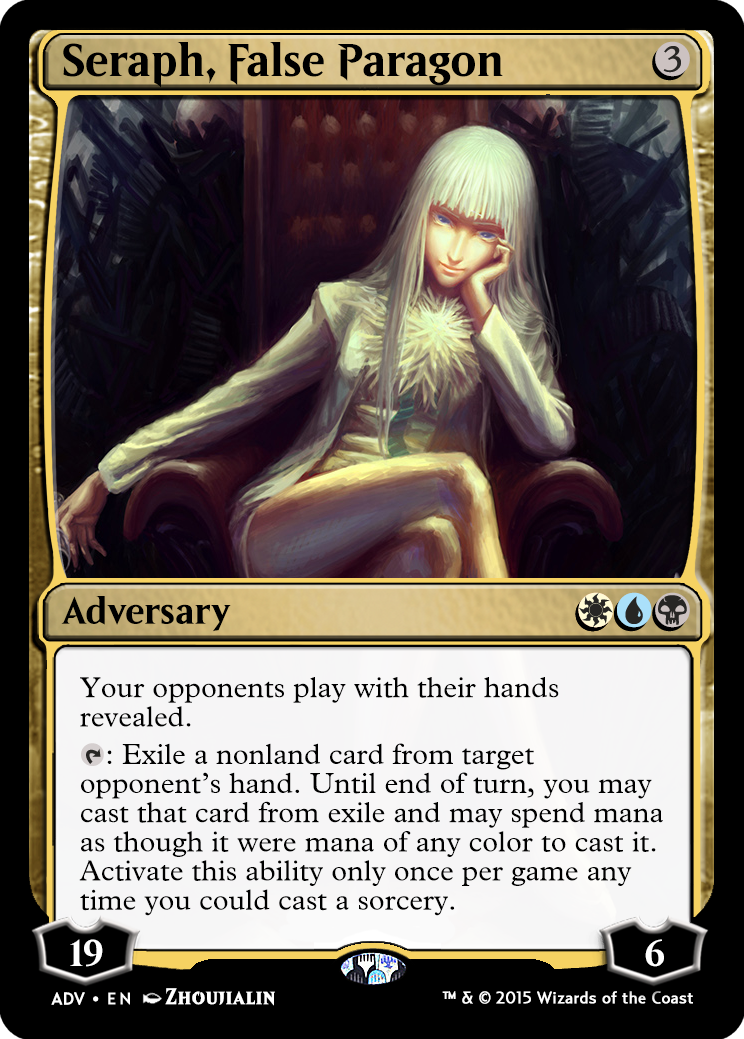 Seraph, False Paragon 3
Adversary
Your opponents play with their hands
revealed.
: Exile a nonland card from target
opponent's hand. Until end of turn, you may
cast that card from exile and may spend mana
as though it were mana of any color to cast it.
Activate this ability only once per game any
time you could cast a sorcery.
19 6
ADV • EN ZHOUJIALIN ™ & © 2015 Wizards of the Coast